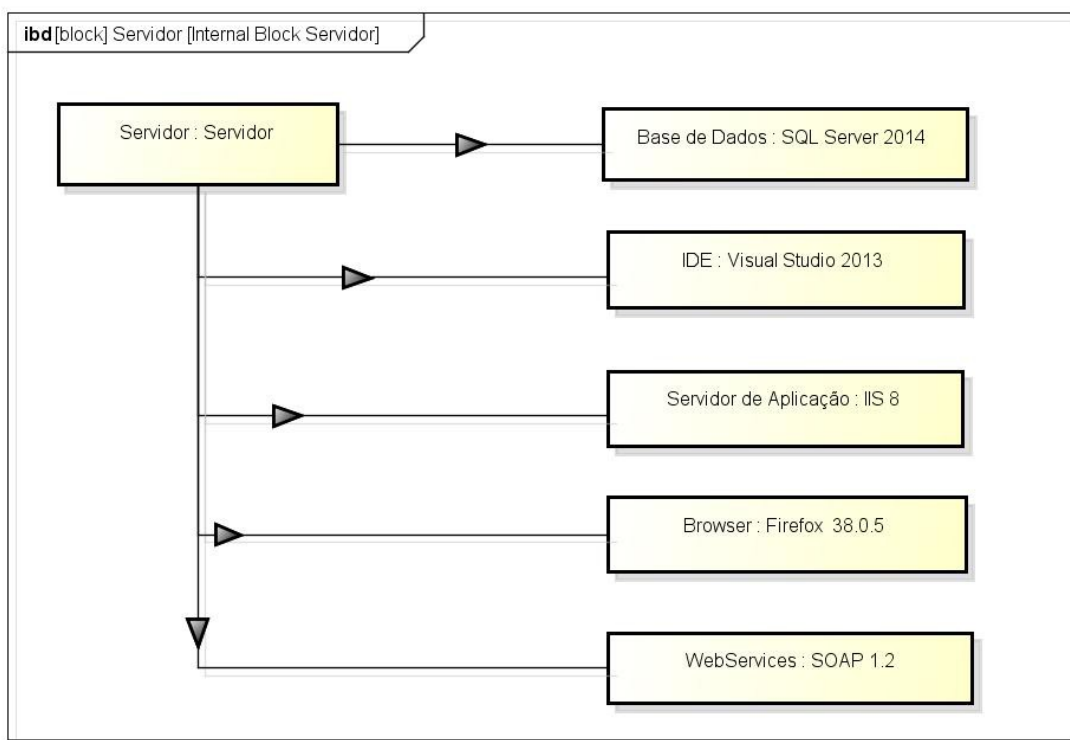 ibd [block] Servidor [Internal Block Servidor]
Servidor : Servidor
Base de Dados : SQL Server 2014
IDE : Visual Studio 2013
Servidor de Aplicação : IIS 8
Browser : Firefox 38.0.5
WebServices : SOAP 1.2